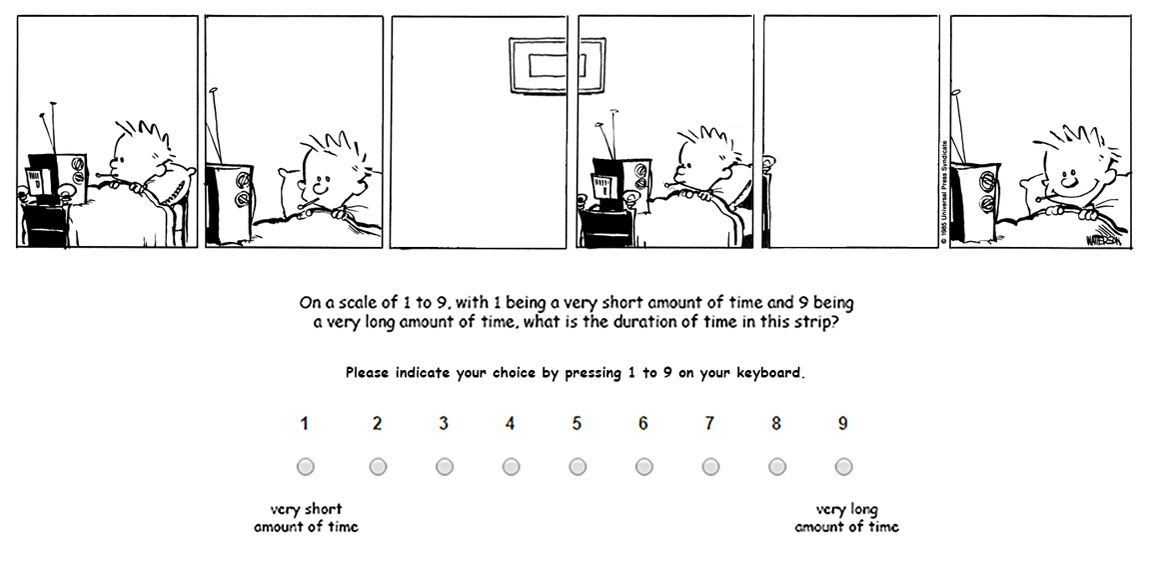 © 1985 Universal Press Syndicate
WATTERSON
On a scale of 1 to 9, with 1 being a very short amount of time and 9 being
a very long amount of time, what is the duration of time in this strip?
Please indicate your choice by pressing 1 to 9 on your keyboard.
1 2 3 4 5 6 7 8 9
very short very long
amount of time amount of time